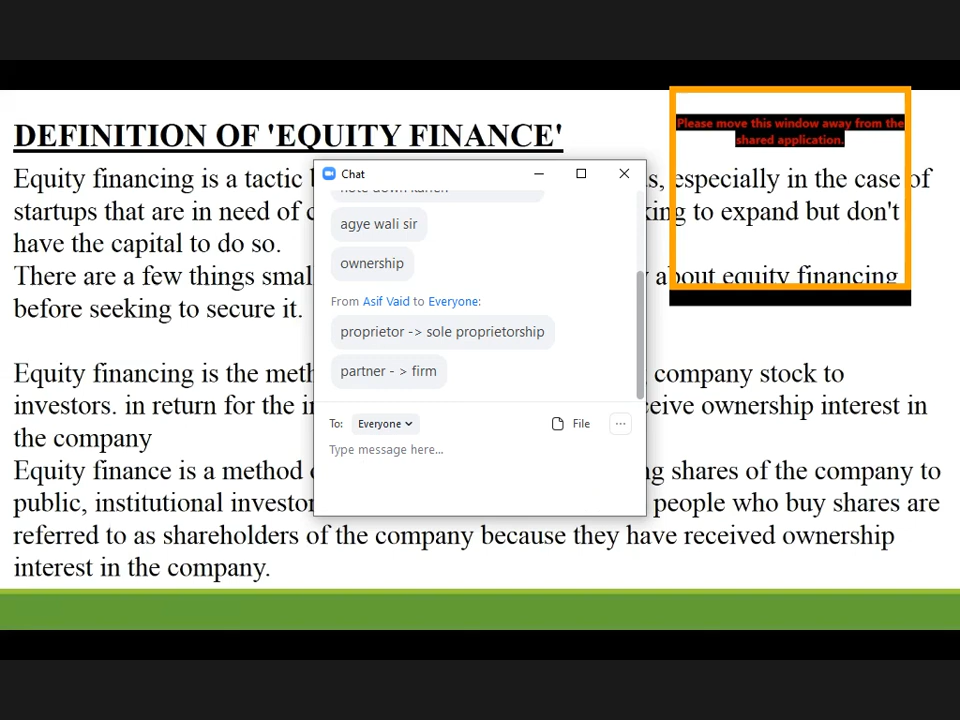 DEFINITION OF 'EQUITY FINANCE'
Equity financing is a tactic especially in the case of
startups that are in need of to expand but don't
have the capital to do so.
There are a few things about equity financing
before seeking to secure it.
Equity financing is the company stock to
investors. in return for the ownership interest in
the company
Equity finance is a method shares of the company to
public, institutional people who buy shares are
referred to as shareholders of the company because they have received ownership
interest in the company.
Please move this window away from the
shared application.
Chat
note down karien
agye wali sir
ownership
From Asif Vaid to Everyone:
proprietor -> sole proprietorship
partner - > firm
To: Everyone File ...
Type message here...